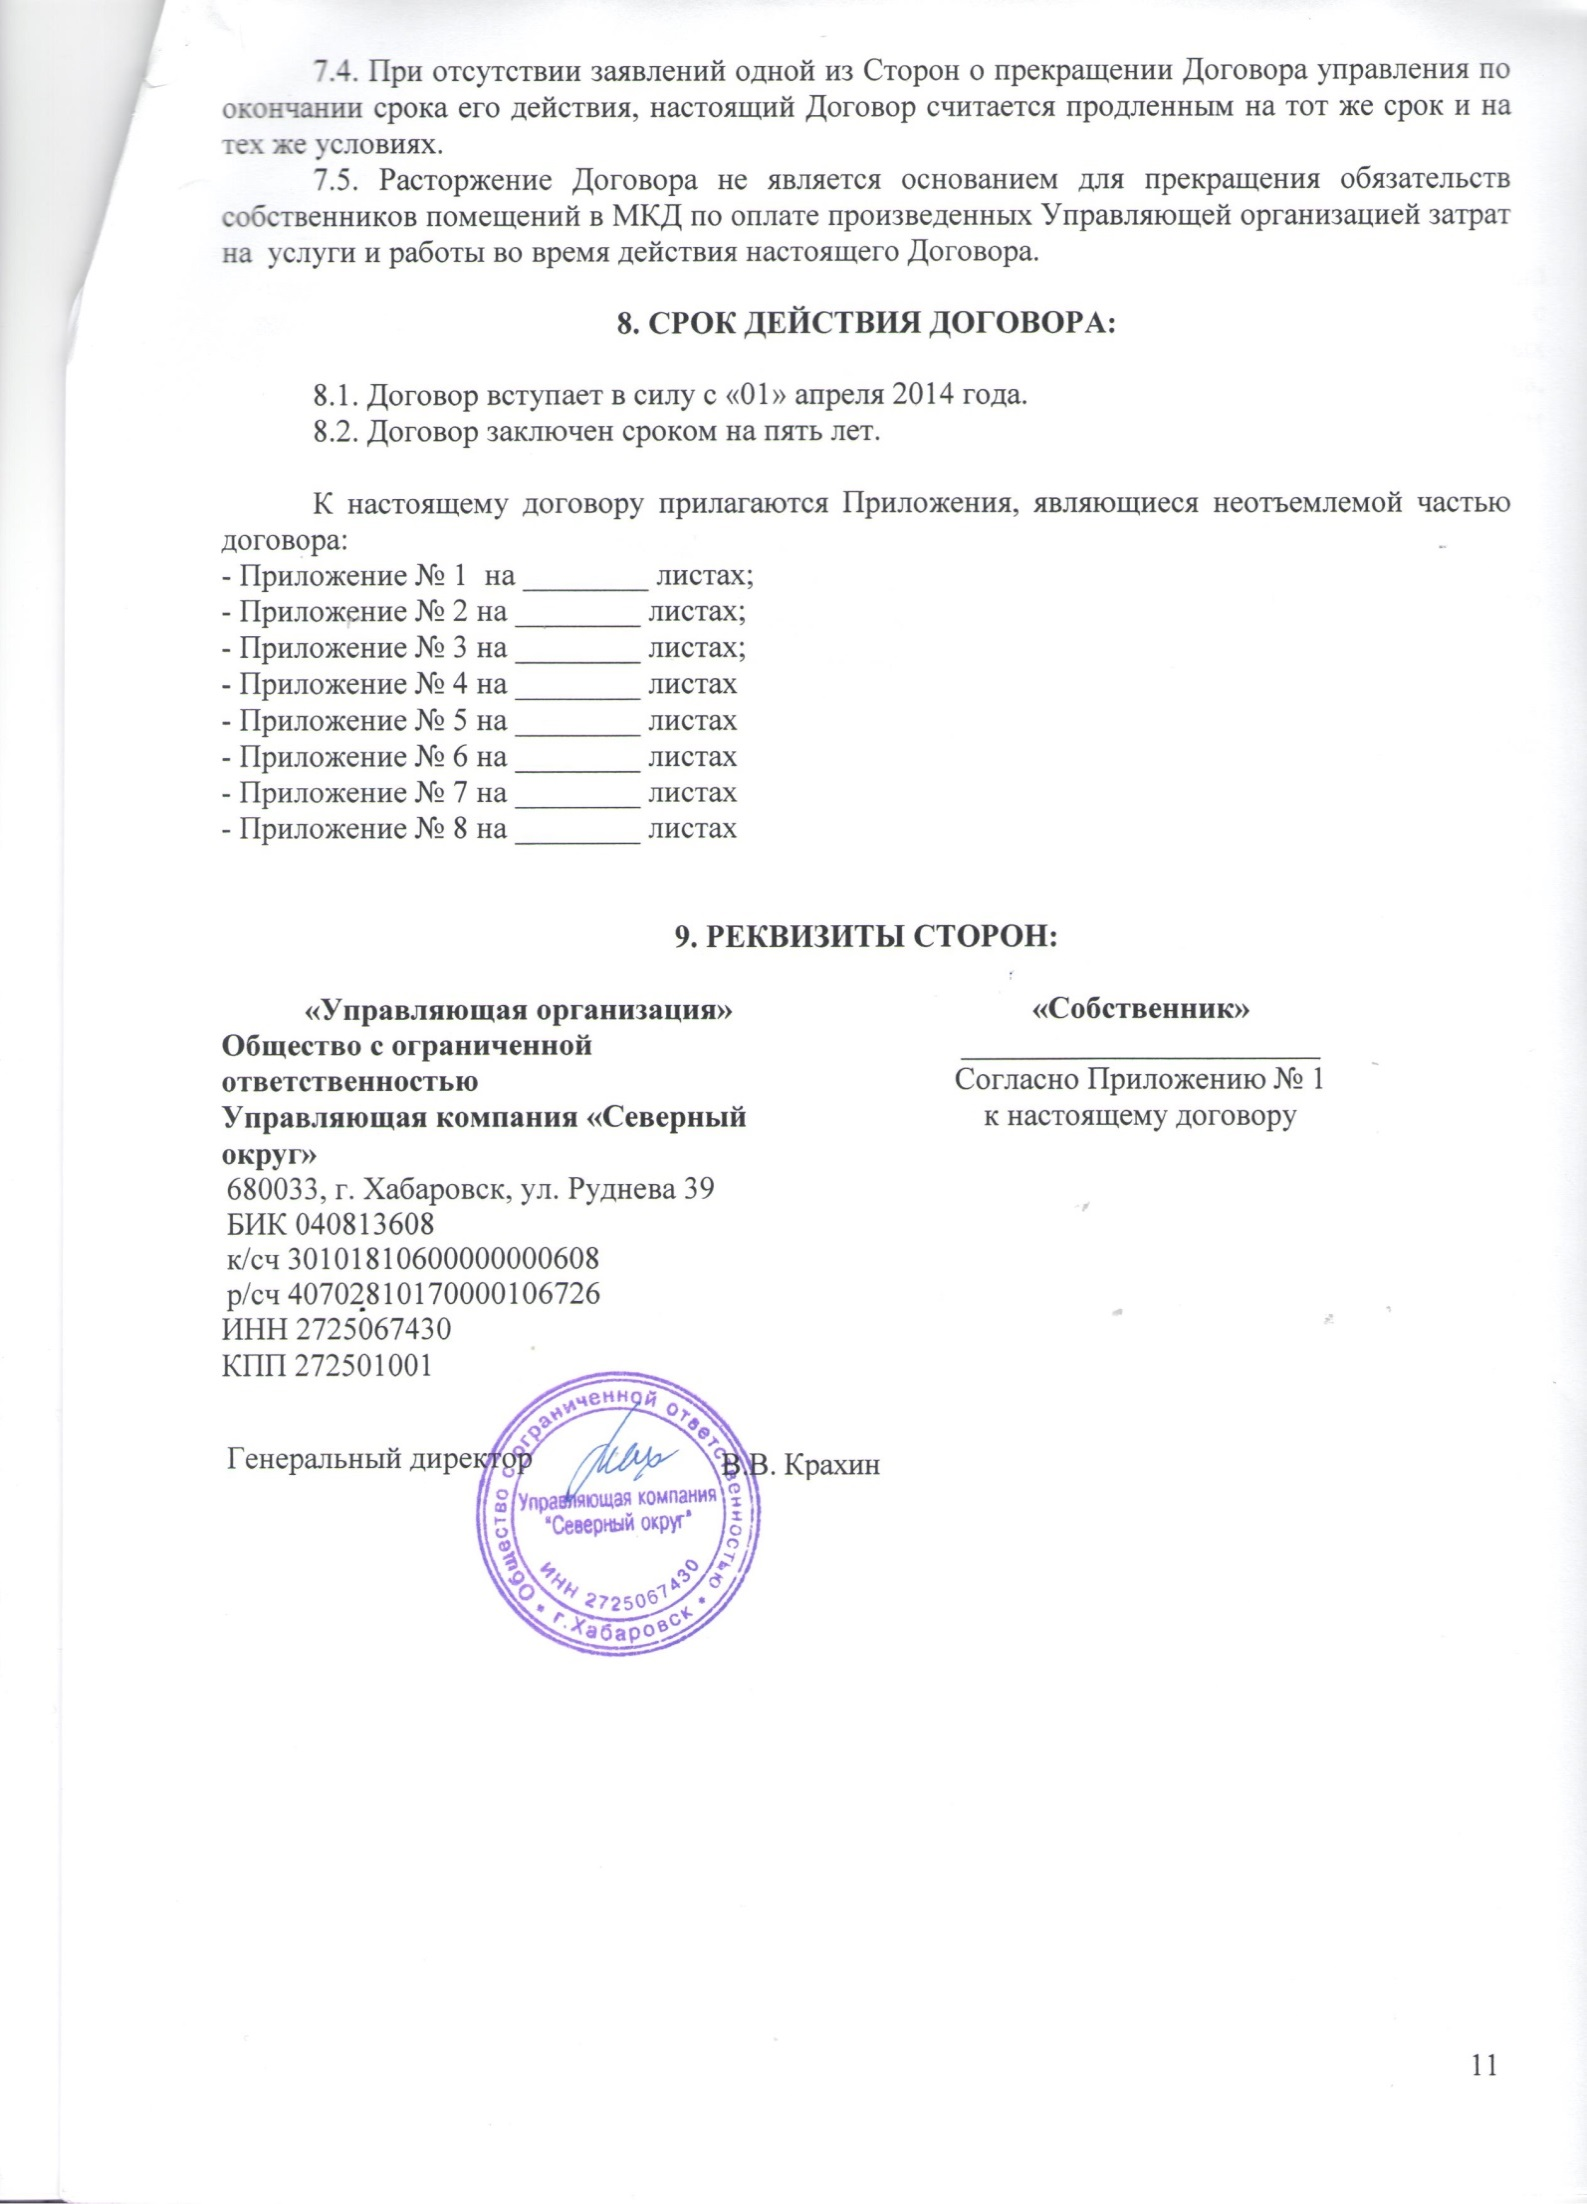 7.4. При отсутствии заявлений одной из Сторон о прекращении Договора управления по
окончании срока его действия, настоящий Договор считается продленным на тот же срок и на
тех же условиях.
7.5. Расторжение Договора не является основанием для прекращения обязательств
собственников помещений в МКД по оплате произведенных Управляющей организацией затрат
на услуги и работы во время действия настоящего Договора.
8. СРОК ДЕЙСТВИЯ ДОГОВОРА:
8.1. Договор вступает в силу с «01» апреля 2014 года.
8.2. Договор заключен сроком на пять лет.
К настоящему договору прилагаются Приложения, являющиеся неотъемлемой частью
договора:
- Приложение № 1 на ________ листах;
- Приложение № 2 на ________ листах;
- Приложение № 3 на ________ листах;
- Приложение № 4 на ________ листах
- Приложение № 5 на ________ листах
- Приложение № 6 на ________ листах
- Приложение № 7 на ________ листах
- Приложение № 8 на ________ листах
9. РЕКВИЗИТЫ СТОРОН:
«Управляющая организация»
Общество с ограниченной
ответственностью
Управляющая компания «Северный
округ»
680033, г. Хабаровск, ул. Руднева 39
БИК 040813608
к/сч 30101810600000000608
р/сч 40702810170000106726
ИНН 2725067430
КПП 272501001
«Собственник»
_______________________
Согласно Приложению № 1
к настоящему договору
Генеральный директор В.В. Крахин
Общество с ограниченной ответственностью
• г.Хабаровск •
Управляющая компания
"Северный округ"
ИНН 2725067430
11